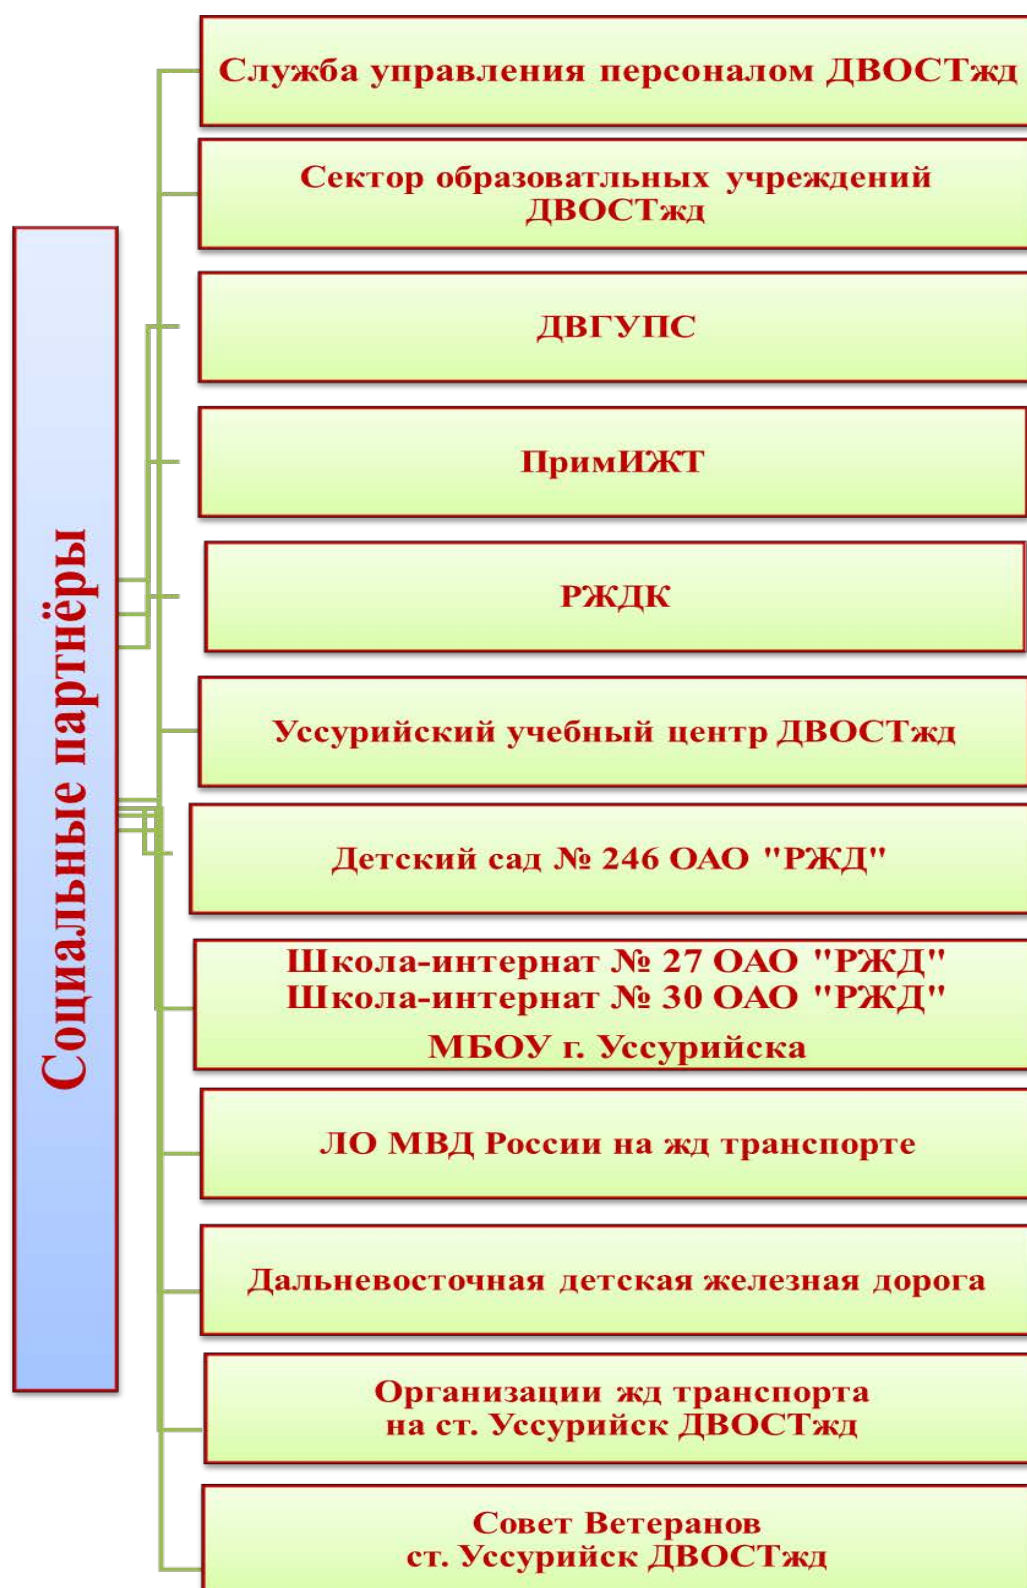 Социальные партнёры
Служба управления персоналом ДВОСТжд
Сектор образоватльных учреждений
ДВОСТжд
ДВГУПС
ПримИЖТ
РЖДК
Уссурийский учебный центр ДВОСТжд
Детский сад № 246 ОАО "РЖД"
Школа-интернат № 27 ОАО "РЖД"
Школа-интернат № 30 ОАО "РЖД"
МБОУ г. Уссурийска
ЛО МВД России на жд транспорте
Дальневосточная детская железная дорога
Организации жд транспорта
на ст. Уссурийск ДВОСТжд
Совет Ветеранов
ст. Уссурийск ДВОСТжд